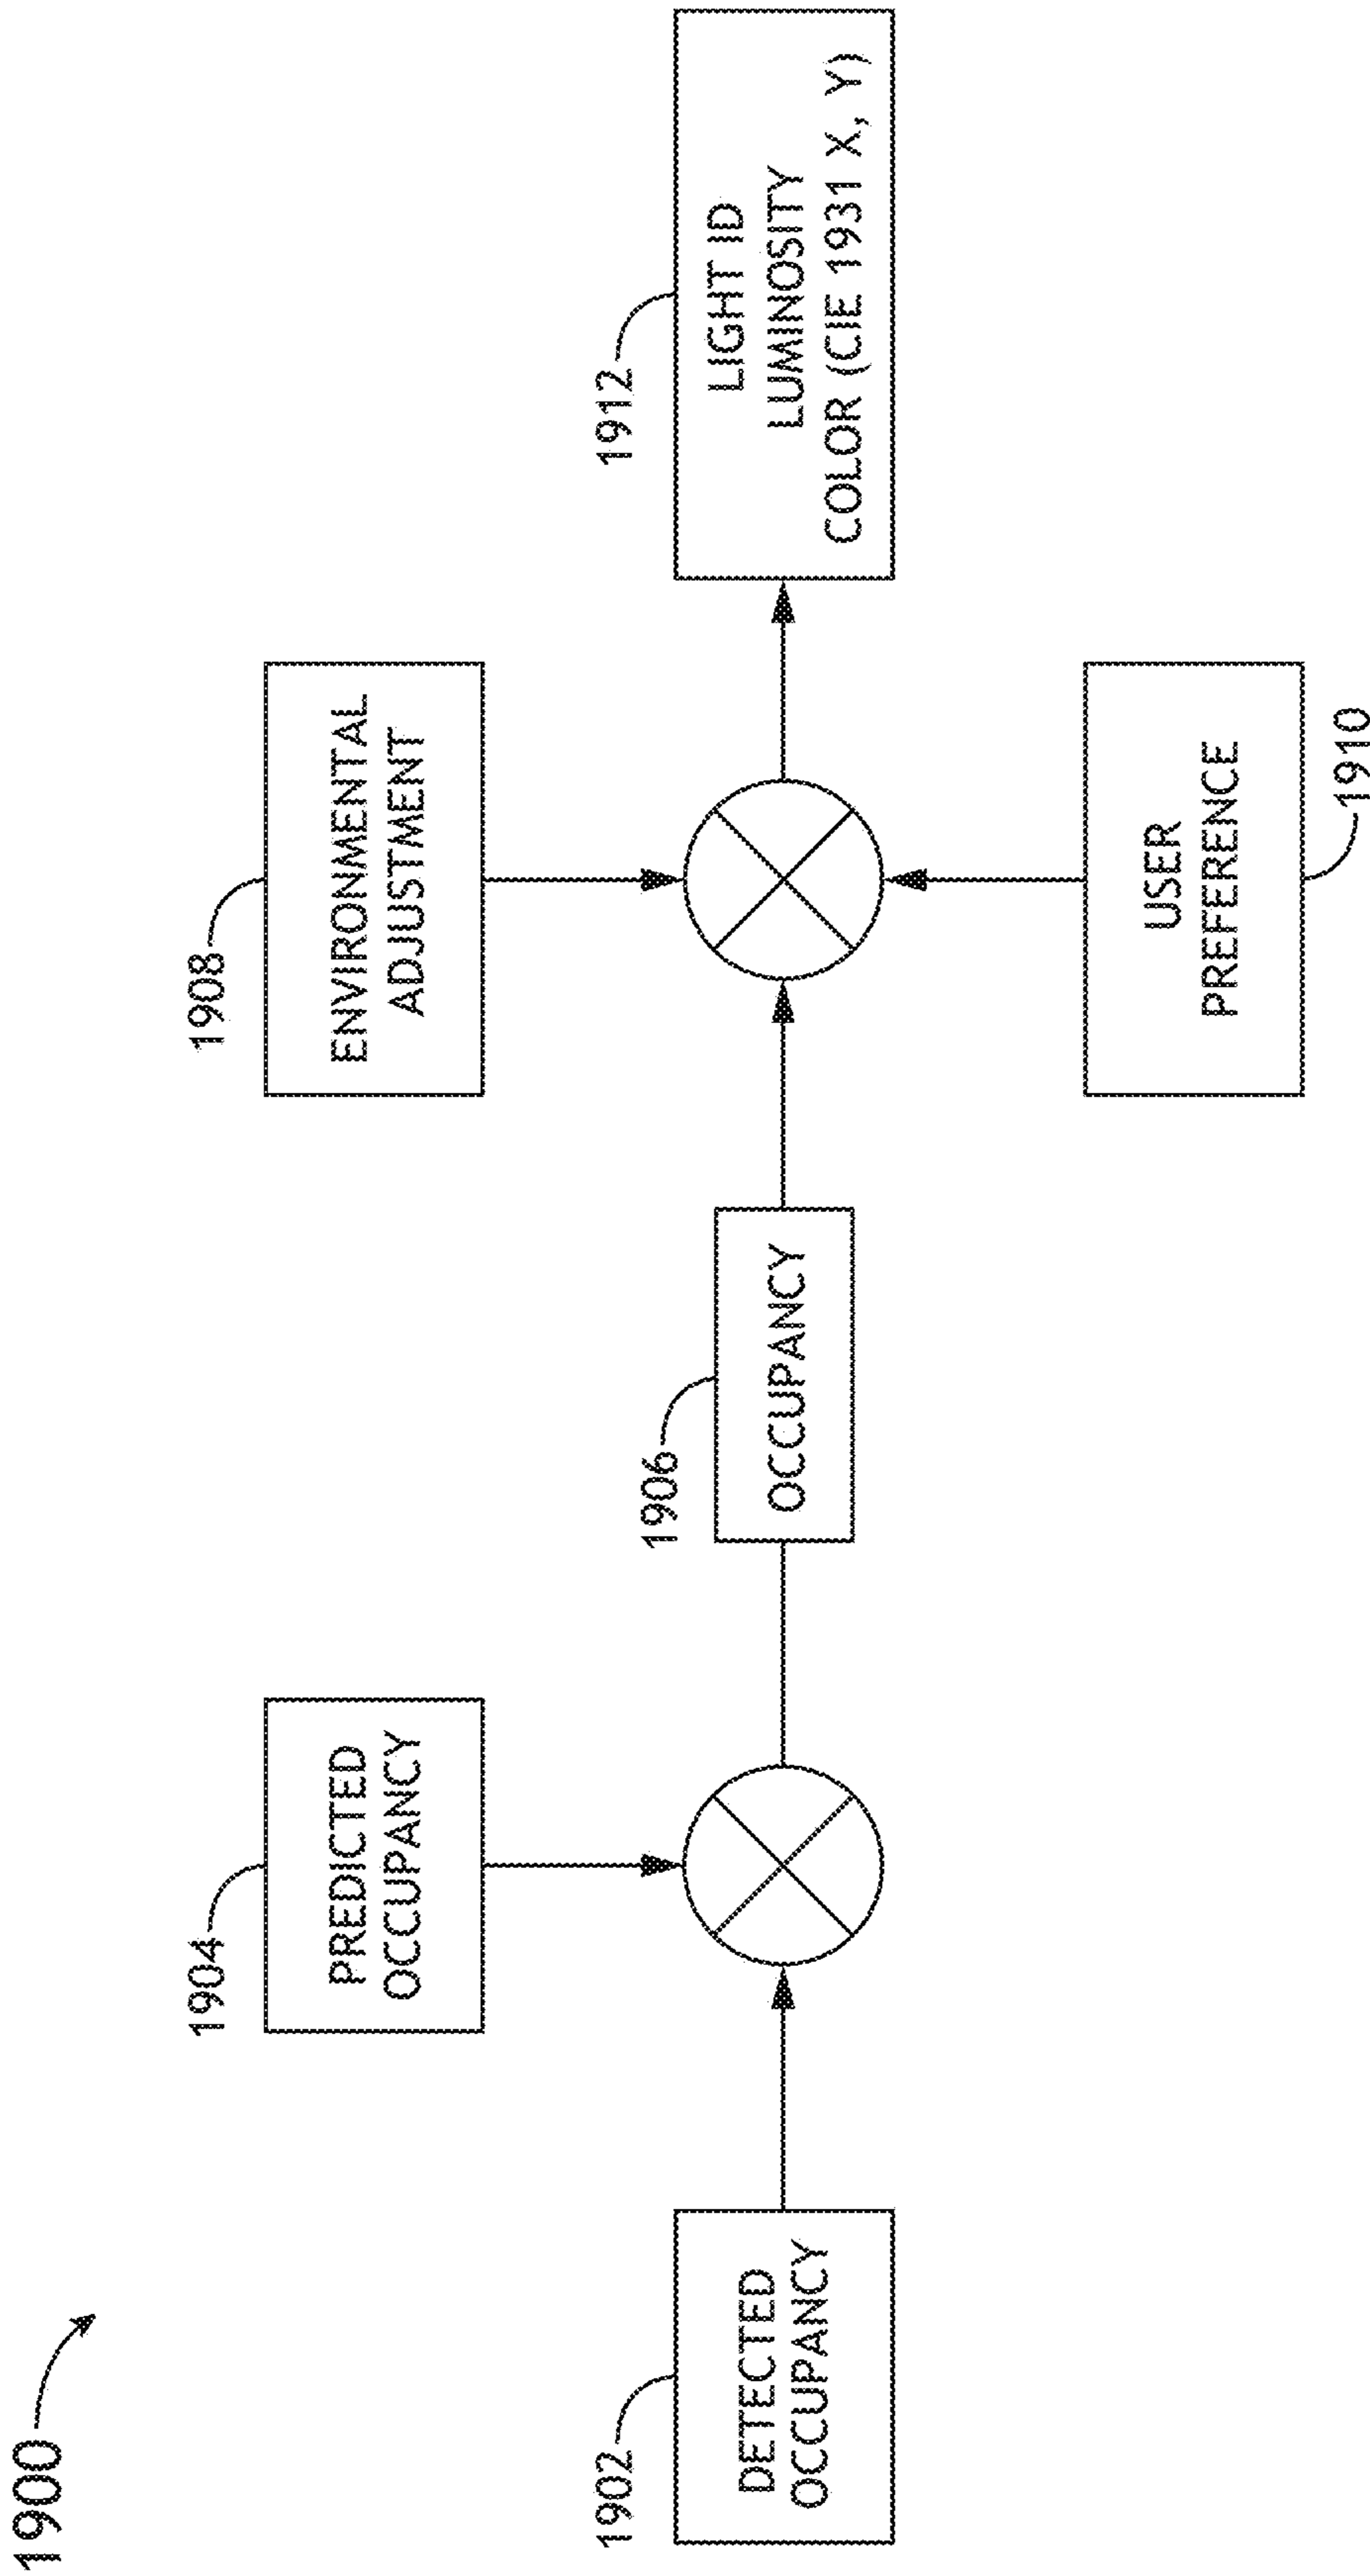 1900
1902
DETECTED
OCCUPANCY
1904
PREDICTED
OCCUPANCY
1906
OCCUPANCY
1908
ENVIRONMENTAL
ADJUSTMENT
USER
PREFERENCE
1910
1912
LIGHT ID
LUMINOSITY
COLOR (CIE 1931 X, Y)